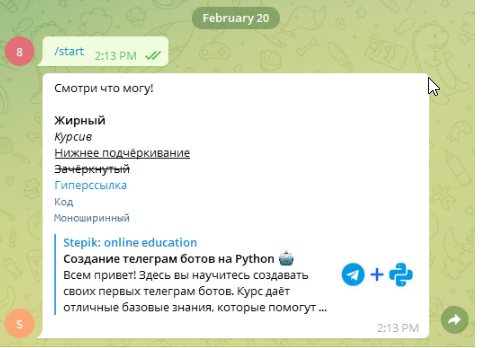 February 20
8
/start 2:13 PM
Смотри что могу!
Жирный
Курсив
Нижнее подчёркивание
Зачёркнутый
Гиперссылка
Код
Моноширинный
Stepik: online education
Создание телеграм ботов на Python 🤖
Всем привет! Здесь вы научитесь создавать
своих первых телеграм ботов. Курс даёт
отличные базовые знания, которые помогут ...
+
S
2:13 PM